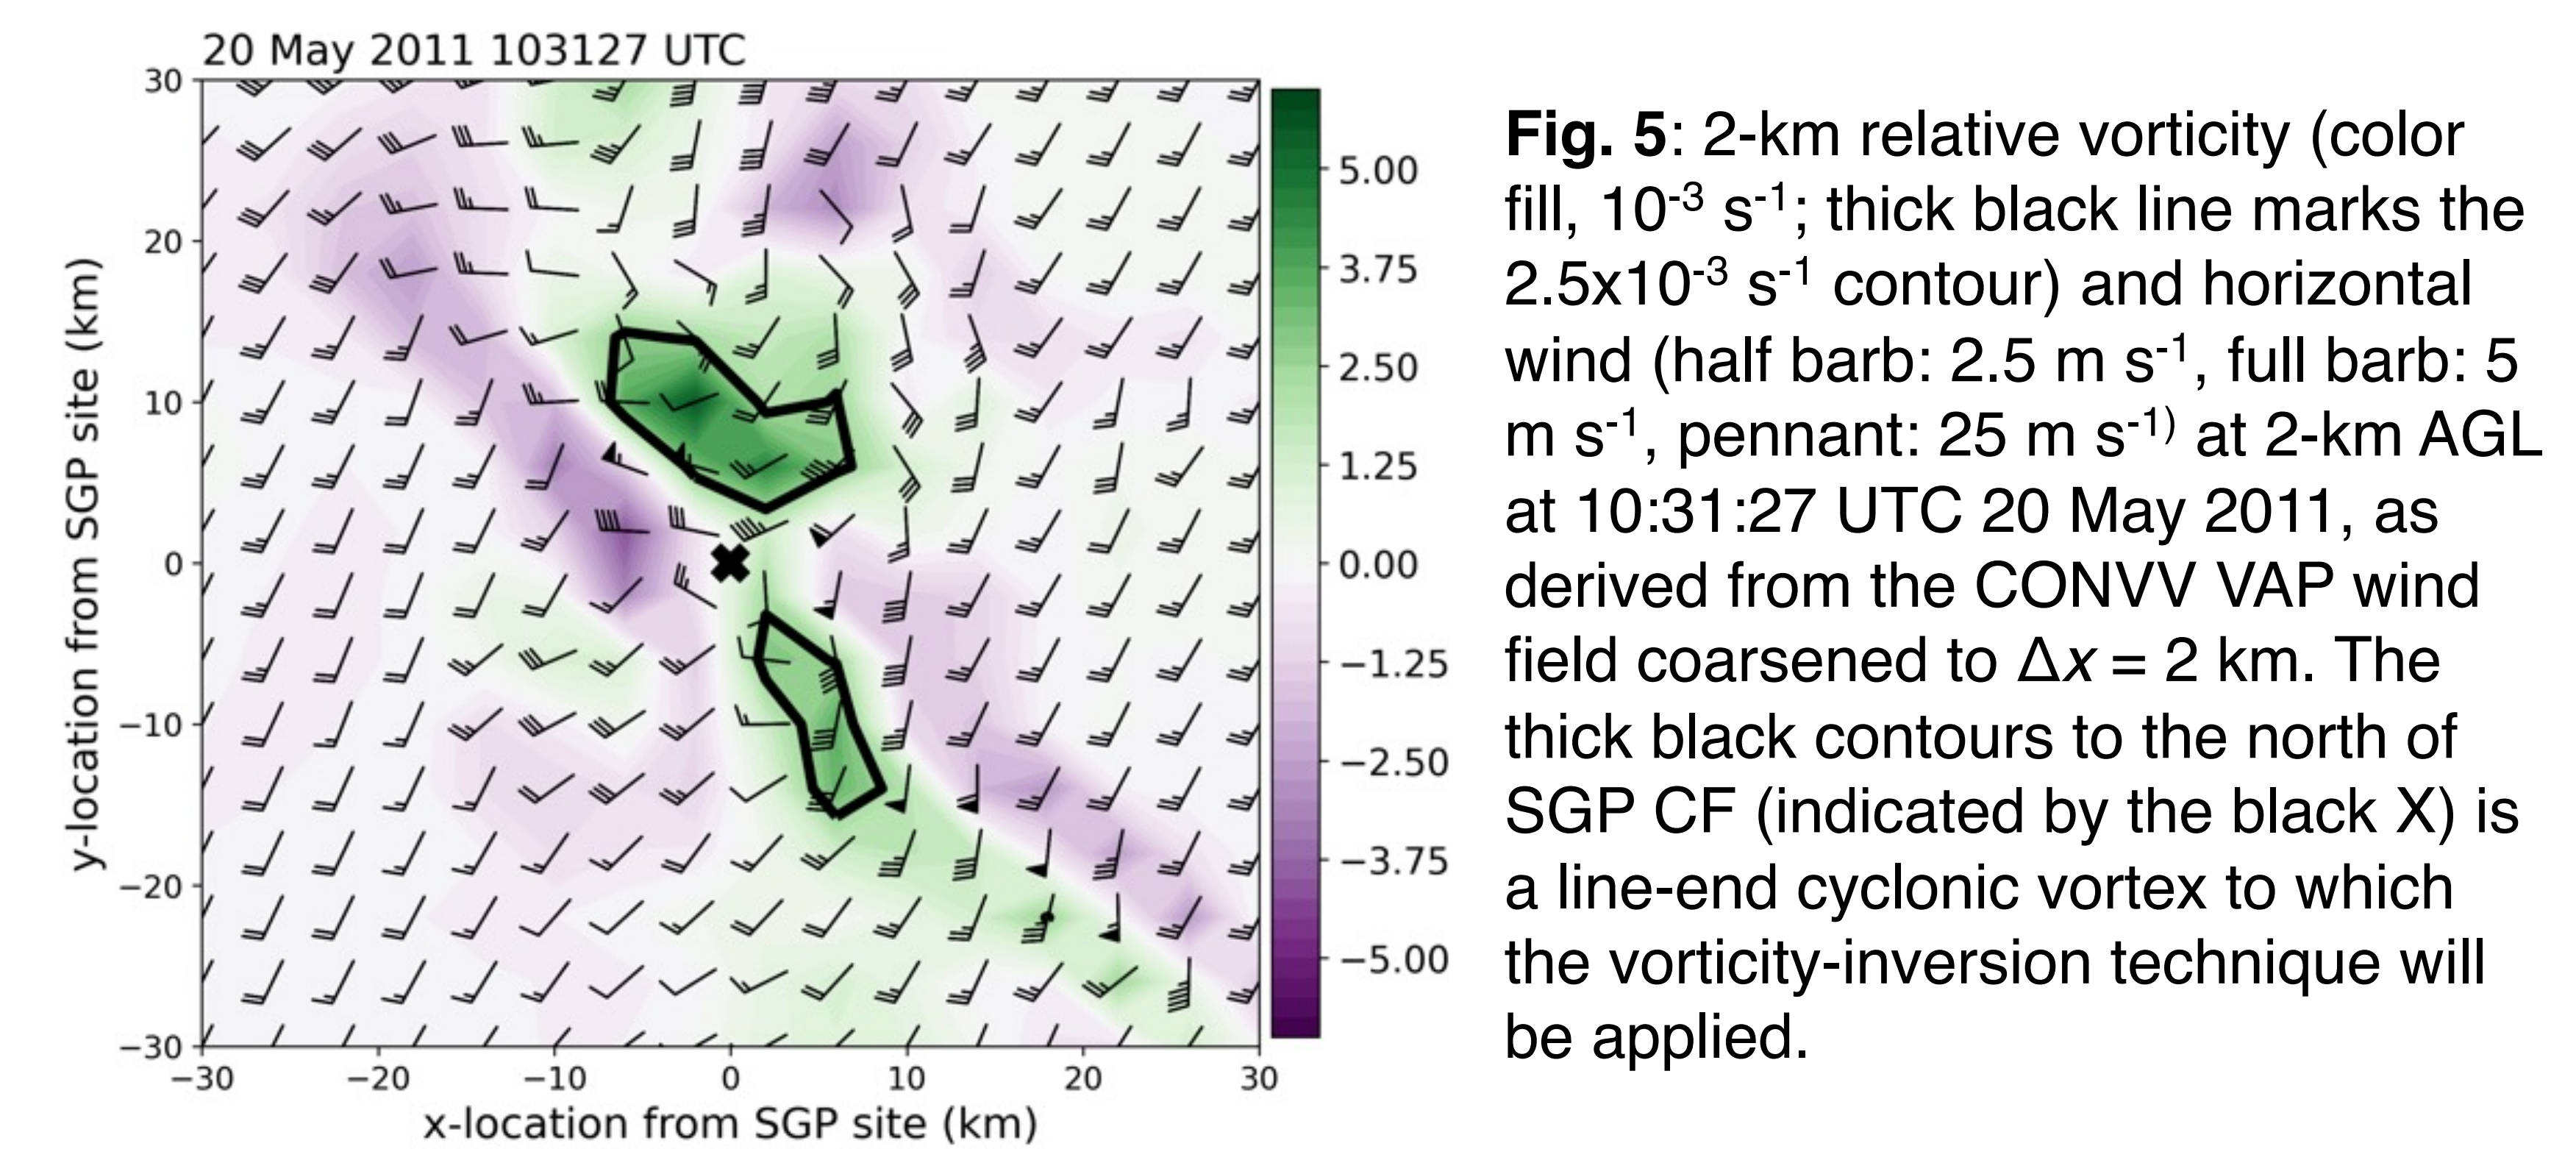 20 May 2011 103127 UTC
30
20
10
0
−10
−20
−30
y-location from SGP site (km)
−30
−20
−10
0
10
20
30
x-location from SGP site (km)
5.00
3.75
2.50
1.25
0.00
−1.25
−2.50
−3.75
−5.00
Fig. 5: 2-km relative vorticity (color
fill, 10⁻³ s⁻¹; thick black line marks the
2.5x10⁻³ s⁻¹ contour) and horizontal
wind (half barb: 2.5 m s⁻¹, full barb: 5
m s⁻¹, pennant: 25 m s⁻¹⁾ at 2-km AGL
at 10:31:27 UTC 20 May 2011, as
derived from the CONVV VAP wind
field coarsened to Δx = 2 km. The
thick black contours to the north of
SGP CF (indicated by the black X) is
a line-end cyclonic vortex to which
the vorticity-inversion technique will
be applied.